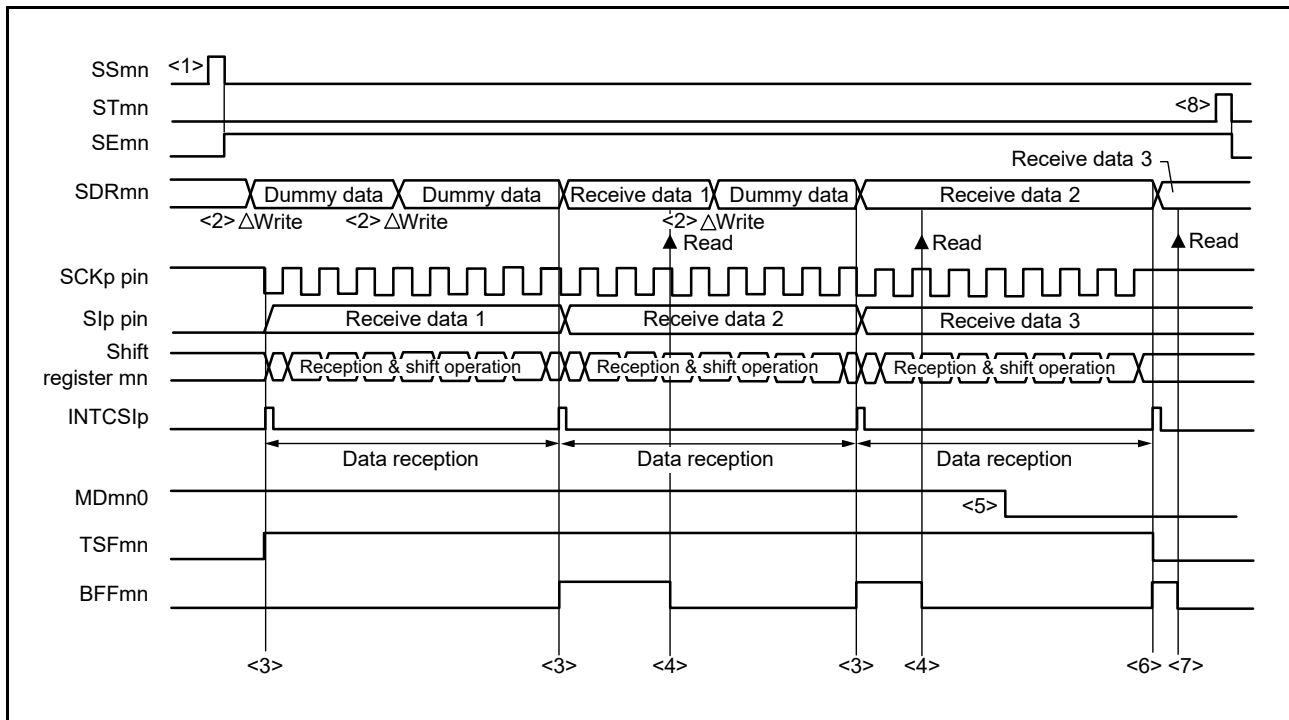 SSmn <1>
STmn <8>
SEmn
Receive data 3
SDRmn Dummy data Dummy data Receive data 1 Dummy data Receive data 2
<2> △Write <2> △Write <2> △Write
▲ Read ▲ Read ▲ Read
SCKp pin
SIp pin Receive data 1 Receive data 2 Receive data 3
Shift
register mn Reception & shift operation Reception & shift operation Reception & shift operation
INTCSIp
Data reception Data reception Data reception
MDmn0 <5>
TSFmn
BFFmn
<3> <3> <4> <3> <4> <6> <7>